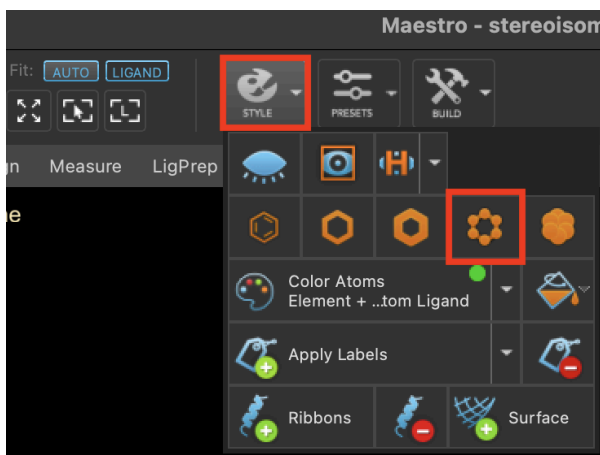 Maestro - stereoisom
Fit: AUTO LIGAND
STYLE PRESETS BUILD
gn Measure LigPrep
ne
Color Atoms
Element + ..tom Ligand
Apply Labels
Ribbons Surface